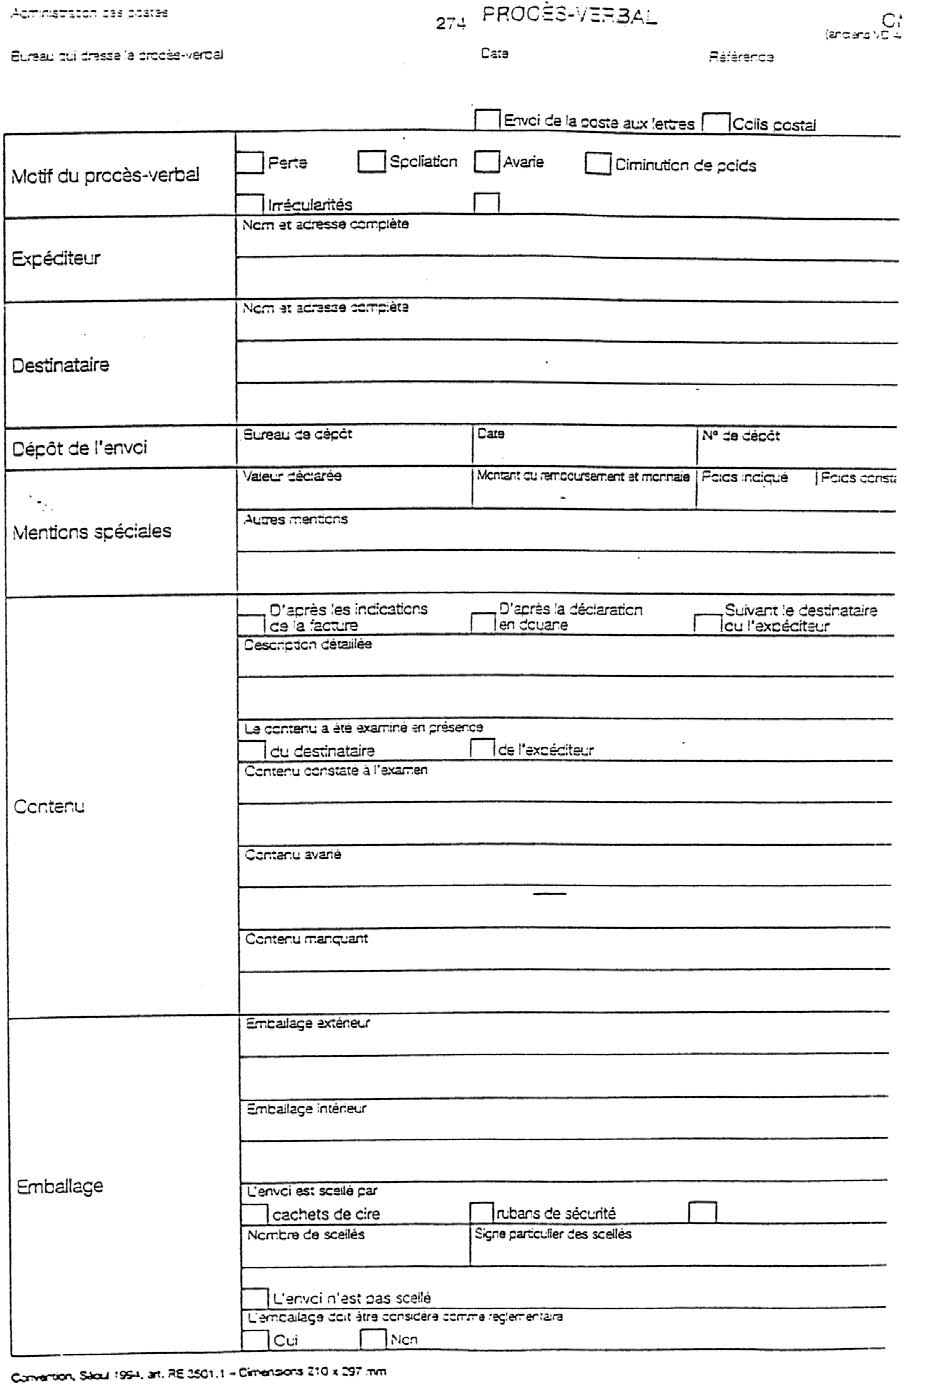 Administration des postes
274 PROCÈS-VERBAL
Bureau qui dresse le procès-verbal Date Référence
Envoi de la poste aux lettres Colis postal
Motif du procès-verbal
Perte Spoliation Avarie Diminution de poids
Irrégularités
Expéditeur
Nom et adresse complète
Destinataire
Nom et adresse complète
Dépôt de l'envoi
Bureau de dépôt Date Nº de dépôt
Mentions spéciales
Valeur déclarée Montant du remboursement et monnaie Poids indiqué Poids consta
Autres mentions
Contenu
D'après les indications D'après la déclaration Suivant le destinataire
de la facture en douane ou l'expéditeur
Description détaillée
Le contenu a été examiné en présence
du destinataire de l'expéditeur
Contenu constaté à l'examen
Contenu avarié
Contenu manquant
Emballage
Emballage extérieur
Emballage intérieur
L'envoi est scellé par
cachets de cire rubans de sécurité
Nombre de scellés Signe particulier des scellés
L'envoi n'est pas scellé
L'emballage doit être considéré comme réglementaire
Oui Non
Convention, Séoul 1994, art. RE 3501.1 – Dimensions 210 x 297 mm